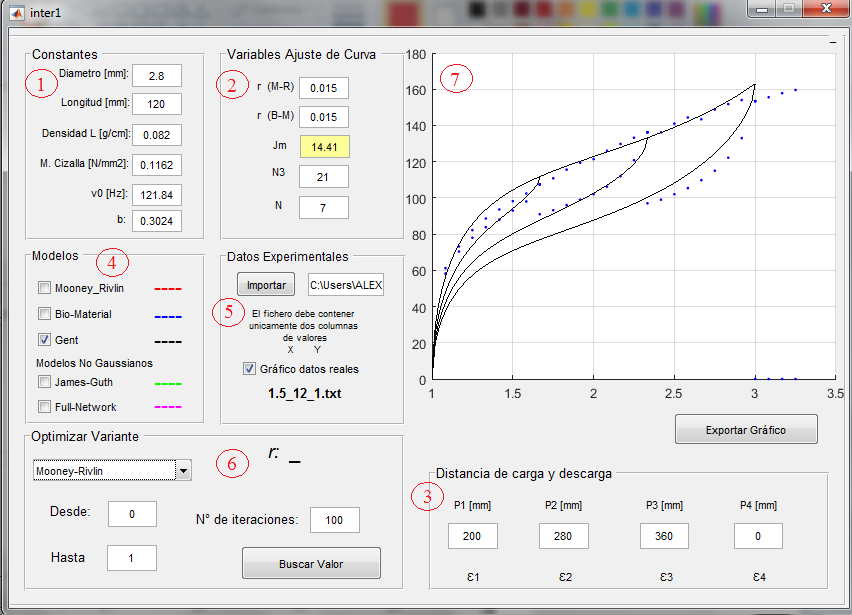 inter1
Constantes
1
Diametro [mm]: 2.8
Longitud [mm]: 120
Densidad L [g/cm]: 0.082
M. Cizalla [N/mm2]: 0.1162
v0 [Hz]: 121.84
b: 0.3024
Variables Ajuste de Curva
2
r (M-R) 0.015
r (B-M) 0.015
Jm 14.41
N3 21
N 7
Modelos
4
Mooney_Rivlin
Bio-Material
Gent
Modelos No Gaussianos
James-Guth
Full-Network
Datos Experimentales
Importar C:\Users\ALEX
5
El fichero debe contener
unicamente dos columnas
de valores
X Y
Gráfico datos reales
1.5_12_1.txt
Optimizar Variante
Mooney-Rivlin
6
r: _
Desde: 0
N° de iteraciones: 100
Hasta 1
Buscar Valor
7
180
160
140
120
100
80
60
40
20
0
1 1.5 2 2.5 3 3.5
Exportar Gráfico
Distancia de carga y descarga
3
P1 [mm] P2 [mm] P3 [mm] P4 [mm]
200 280 360 0
Ɛ1 Ɛ2 Ɛ3 Ɛ4